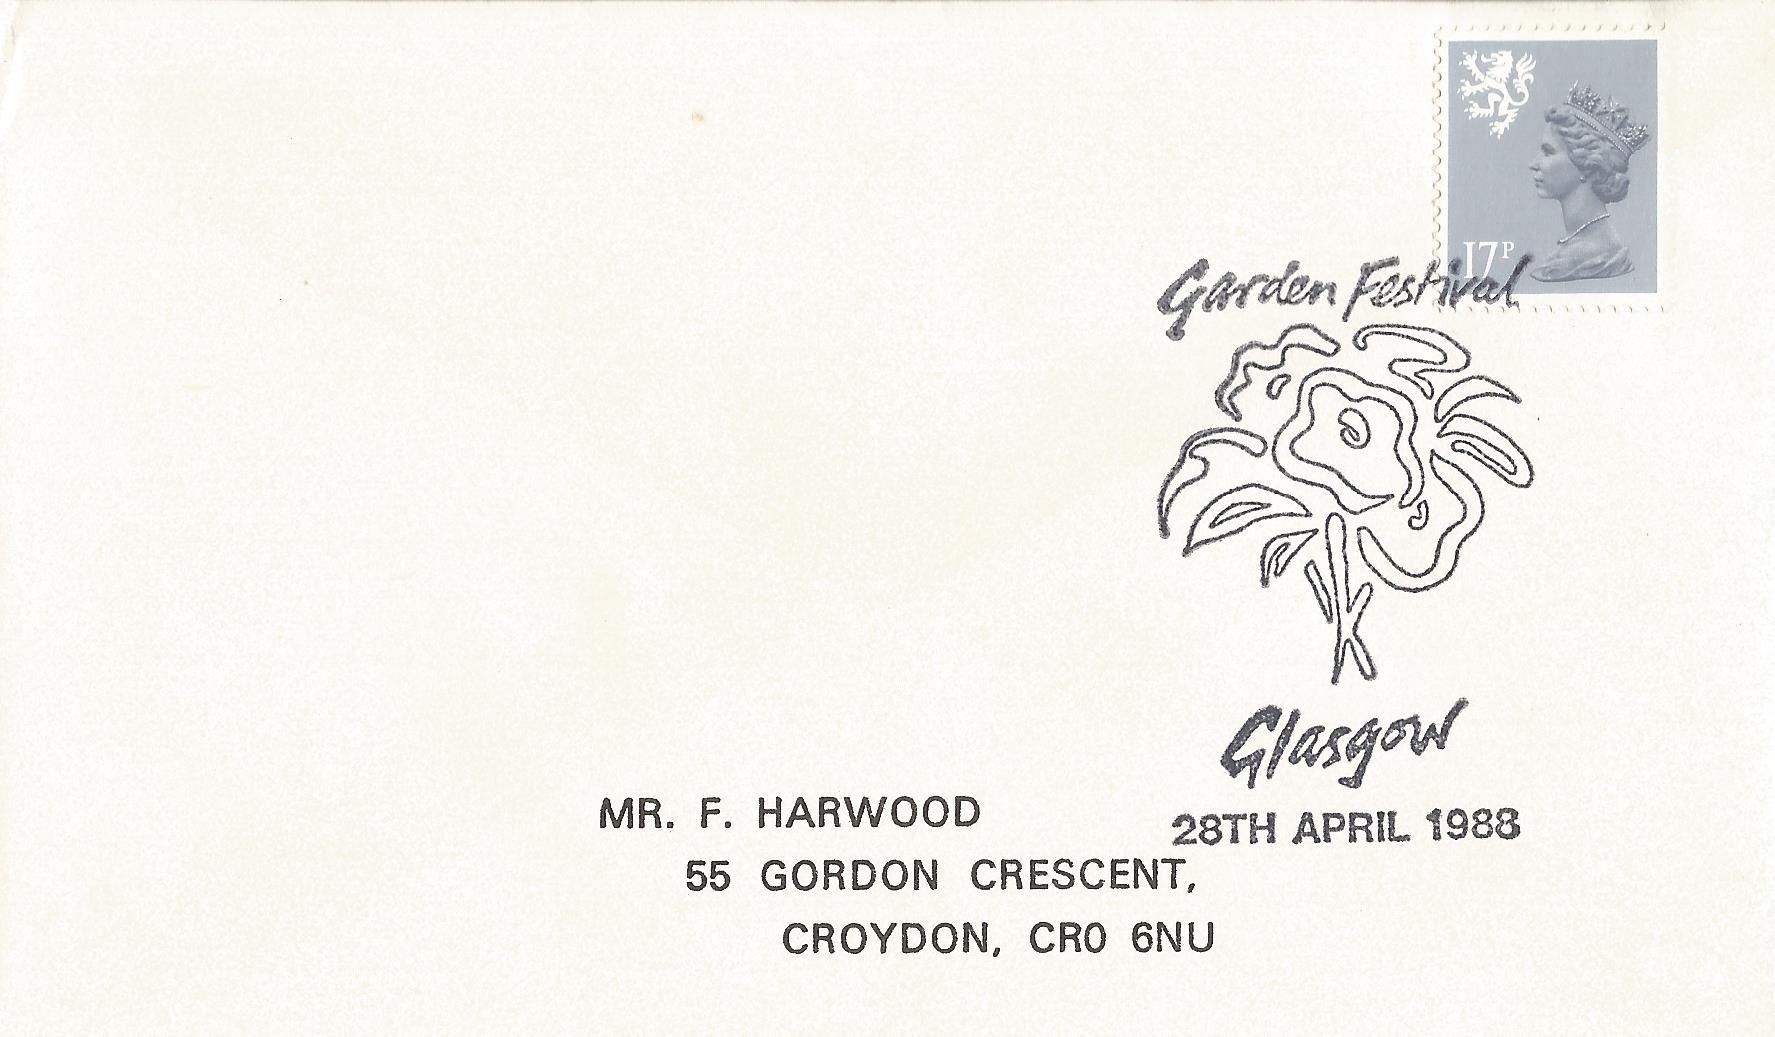 17P
Garden Festival
Glasgow
28TH APRIL 1988
MR. F. HARWOOD
55 GORDON CRESCENT,
CROYDON, CR0 6NU